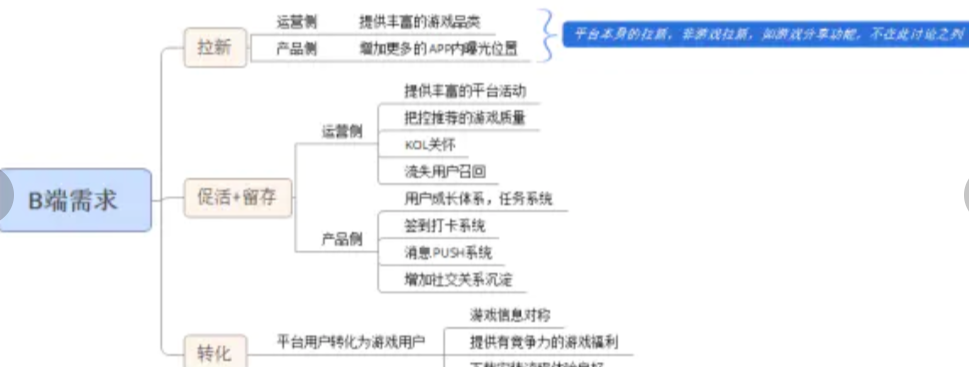 运营侧 提供丰富的游戏品类
拉新
产品侧 增加更多的APP内曝光位置
平台本身的拉新，非游戏拉新，如游戏分享功能，不在此讨论之列
提供丰富的平台活动
把控推荐的游戏质量
运营侧
KOL关怀
流失用户召回
B端需求
促活+留存
用户成长体系，任务系统
签到打卡系统
产品侧
消息PUSH系统
增加社交关系沉淀
游戏信息对称
转化
平台用户转化为游戏用户
提供有竞争力的游戏福利